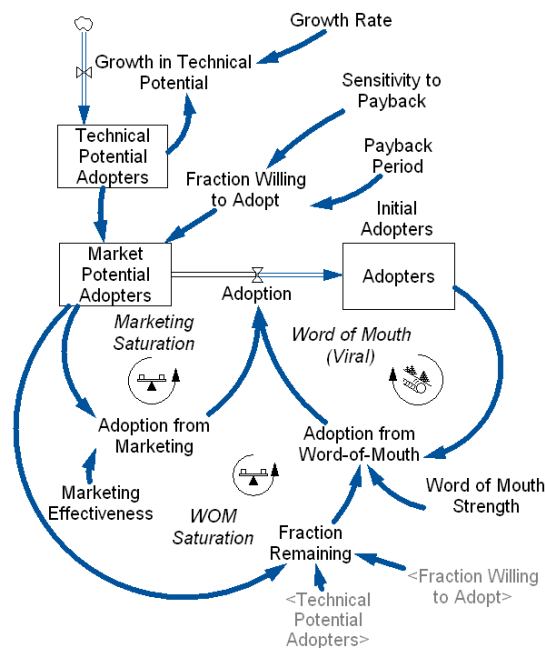 Growth Rate
Growth in Technical
Potential
Sensitivity to
Payback
Technical
Potential
Adopters
Payback
Period
Fraction Willing
to Adopt
Initial
Adopters
Market
Potential
Adopters
Adopters
Adoption
Marketing
Saturation
Word of Mouth
(Viral)
Adoption from
Marketing
Adoption from
Word-of-Mouth
Marketing
Effectiveness
WOM
Saturation
Word of Mouth
Strength
Fraction
Remaining
<Fraction Willing
to Adopt>
<Technical
Potential
Adopters>